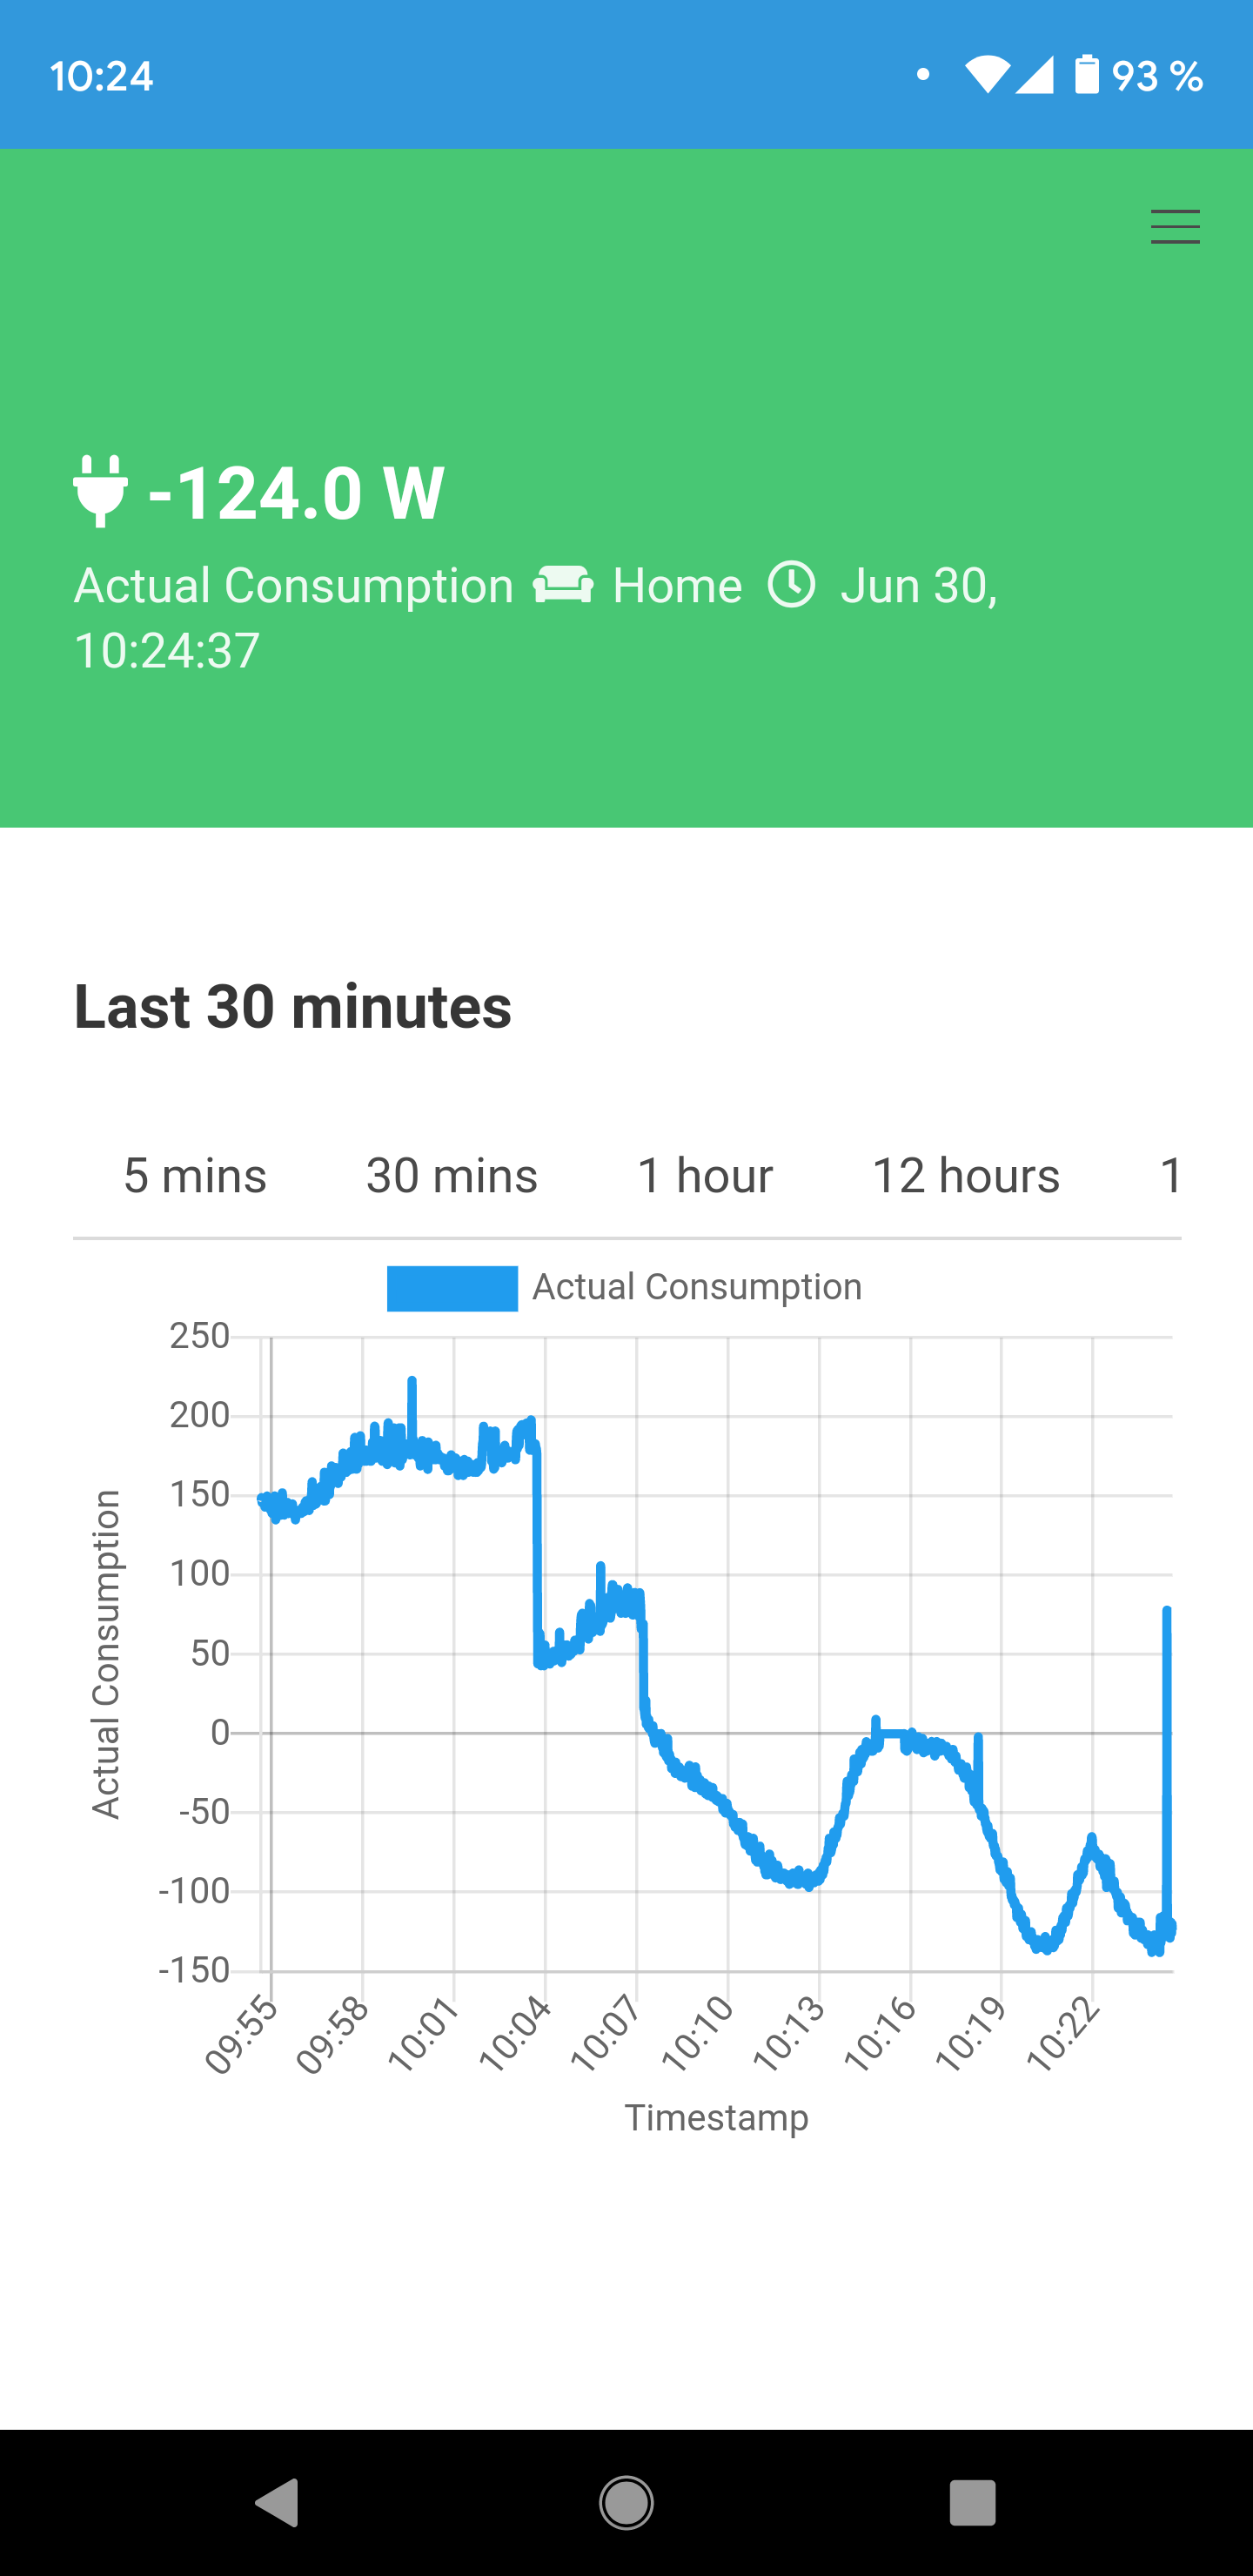 10:24
93 %
-124.0 W
Actual Consumption Home Jun 30,
10:24:37
Last 30 minutes
5 mins 30 mins 1 hour 12 hours 1
Actual Consumption
250
200
150
100
50
0
-50
-100
-150
Actual Consumption
09:55 09:58 10:01 10:04 10:07 10:10 10:13 10:16 10:19 10:22
Timestamp